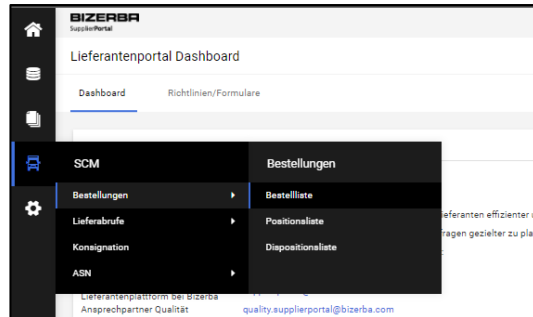 BIZERBA
SupplierPortal
Lieferantenportal Dashboard
Dashboard Richtlinien/Formulare
SCM
Bestellungen
Lieferabrufe
Konsignation
ASN
Bestellungen
Bestellliste
Positionsliste
Dispositionsliste
ieferanten effizienter
ragen gezielter zu pla
Lieferantenplattform bei Bizerba
Ansprechpartner Qualität quality.supplierportal@bizerba.com